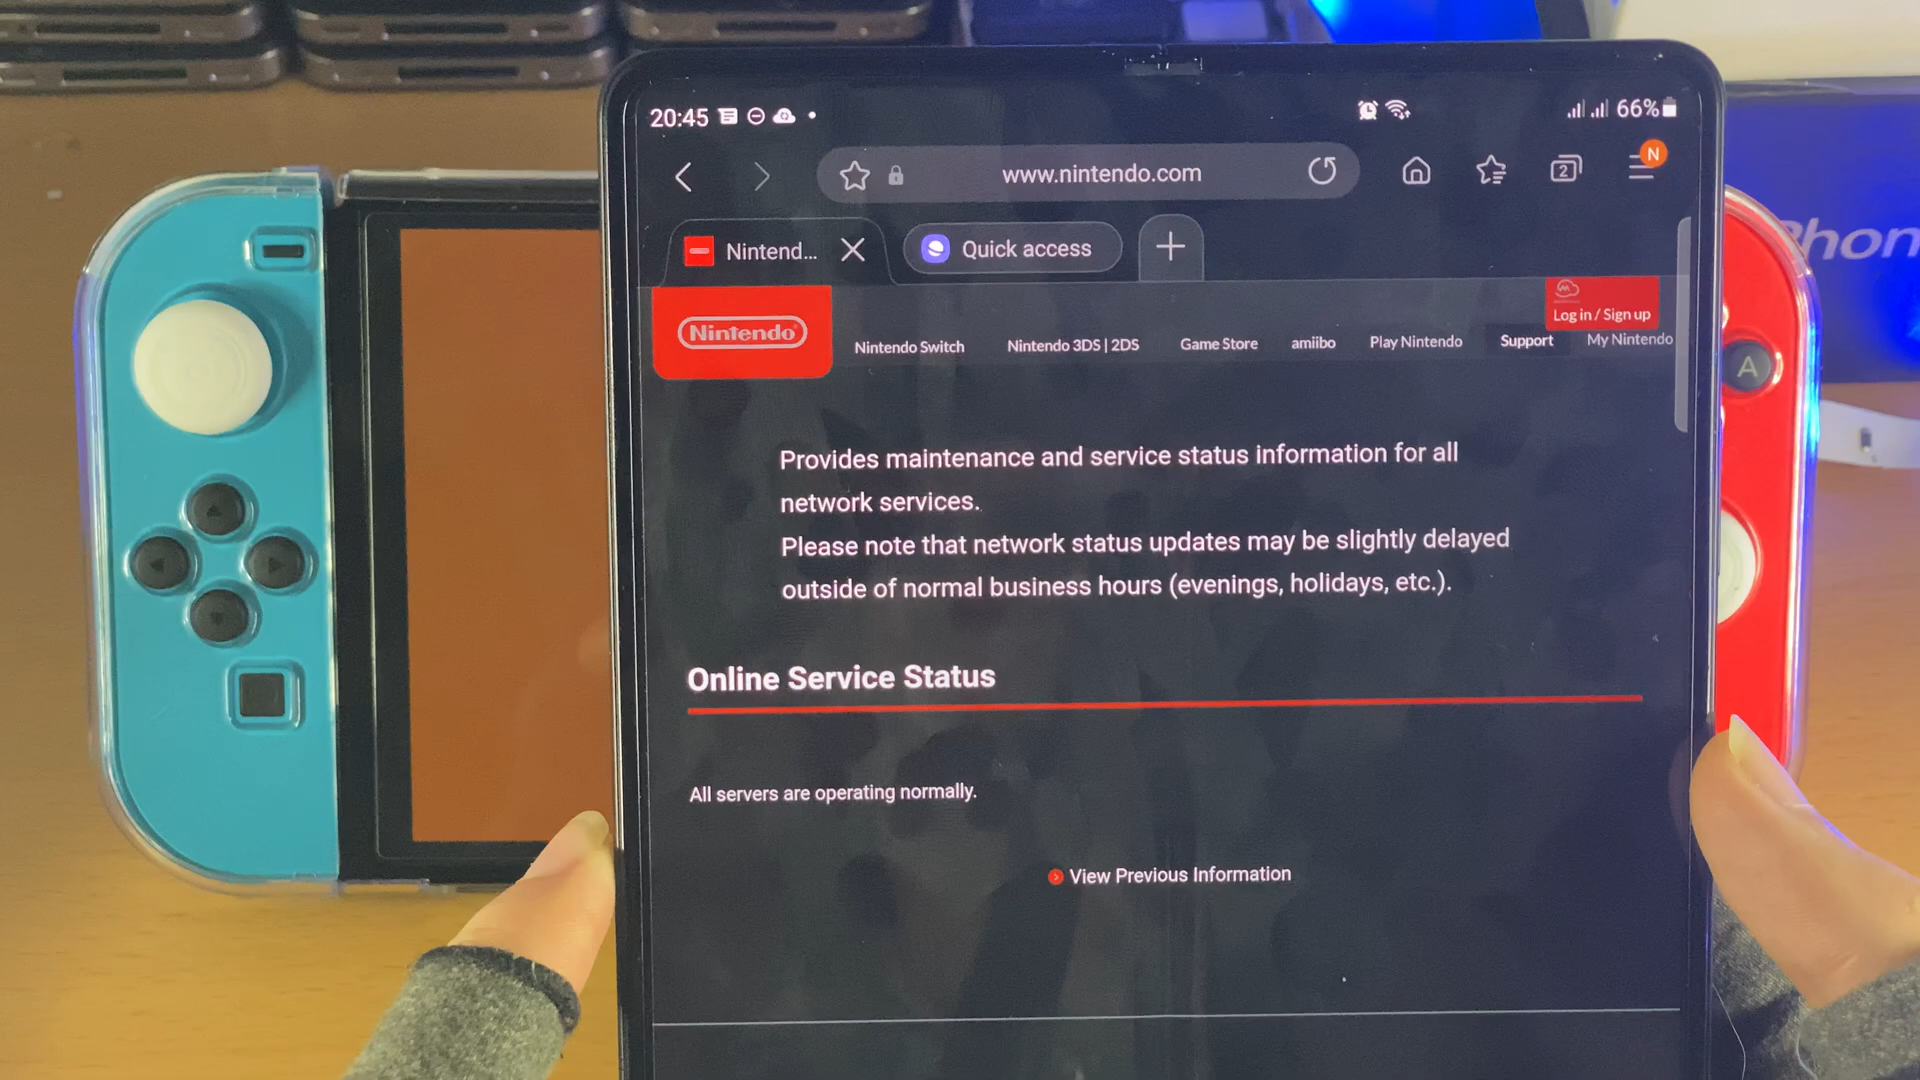 20:45
66%
www.nintendo.com
2
N
Nintend...
Quick access
Nintendo
Log in / Sign up
Nintendo Switch
Nintendo 3DS | 2DS
Game Store
amiibo
Play Nintendo
Support
My Nintendo
Provides maintenance and service status information for all
network services.
Please note that network status updates may be slightly delayed
outside of normal business hours (evenings, holidays, etc.).
Online Service Status
All servers are operating normally.
View Previous Information
A
Phon